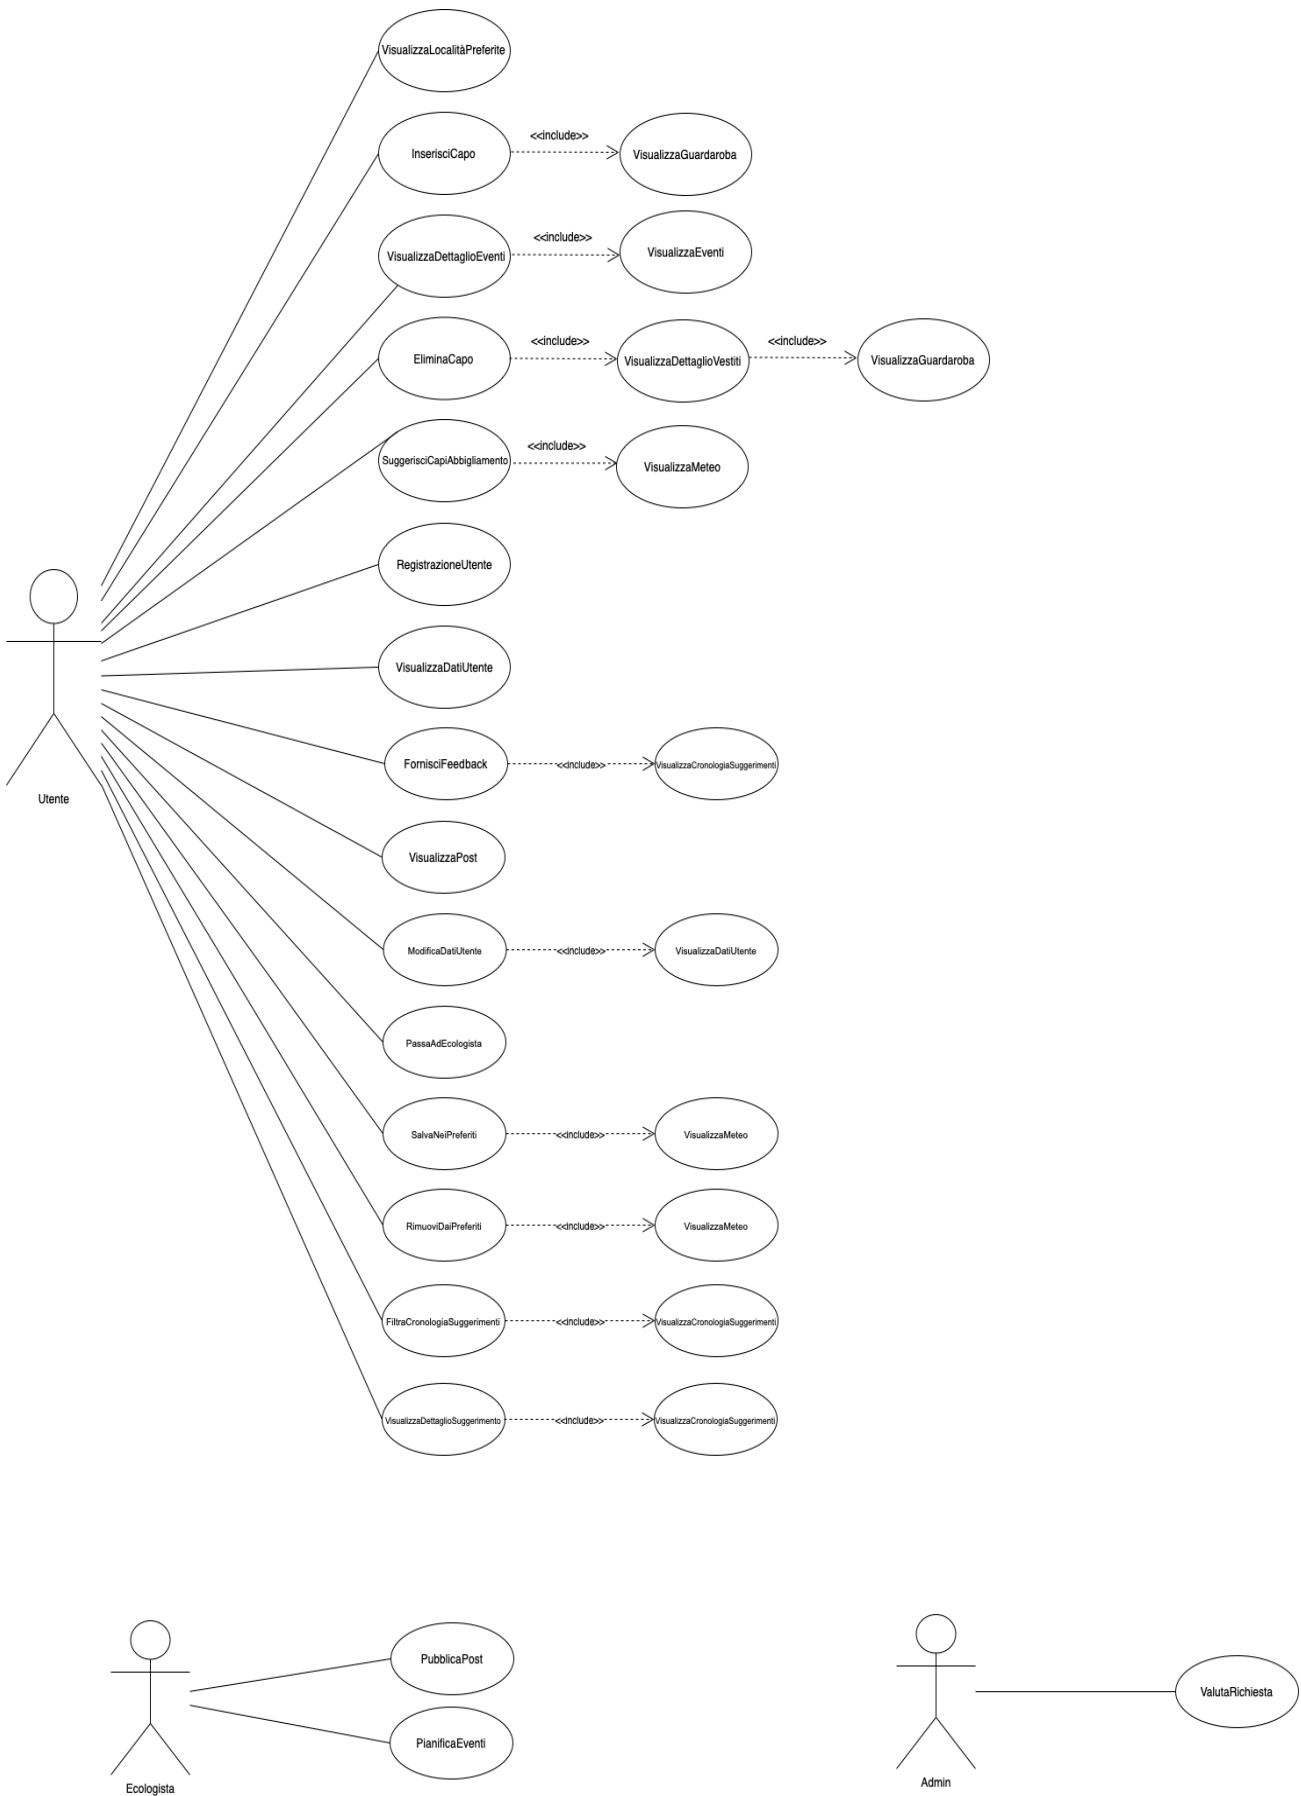 VisualizzaLocalitàPreferite
InserisciCapo
<<include>>
VisualizzaGuardaroba
VisualizzaDettaglioEventi
<<include>>
VisualizzaEventi
EliminaCapo
<<include>>
VisualizzaDettaglioVestiti
<<include>>
VisualizzaGuardaroba
SuggerisciCapiAbbigliamento
<<include>>
VisualizzaMeteo
RegistrazioneUtente
VisualizzaDatiUtente
FornisciFeedback
<<include>>
VisualizzaCronologiaSuggerimenti
Utente
VisualizzaPost
ModificaDatiUtente
<<include>>
VisualizzaDatiUtente
PassaAdEcologista
SalvaNeiPreferiti
<<include>>
VisualizzaMeteo
RimuoviDaiPreferiti
<<include>>
VisualizzaMeteo
FiltraCronologiaSuggerimenti
<<include>>
VisualizzaCronologiaSuggerimenti
VisualizzaDettaglioSuggerimento
<<include>>
VisualizzaCronologiaSuggerimenti
PubblicaPost
PianificaEventi
Ecologista
ValutaRichiesta
Admin